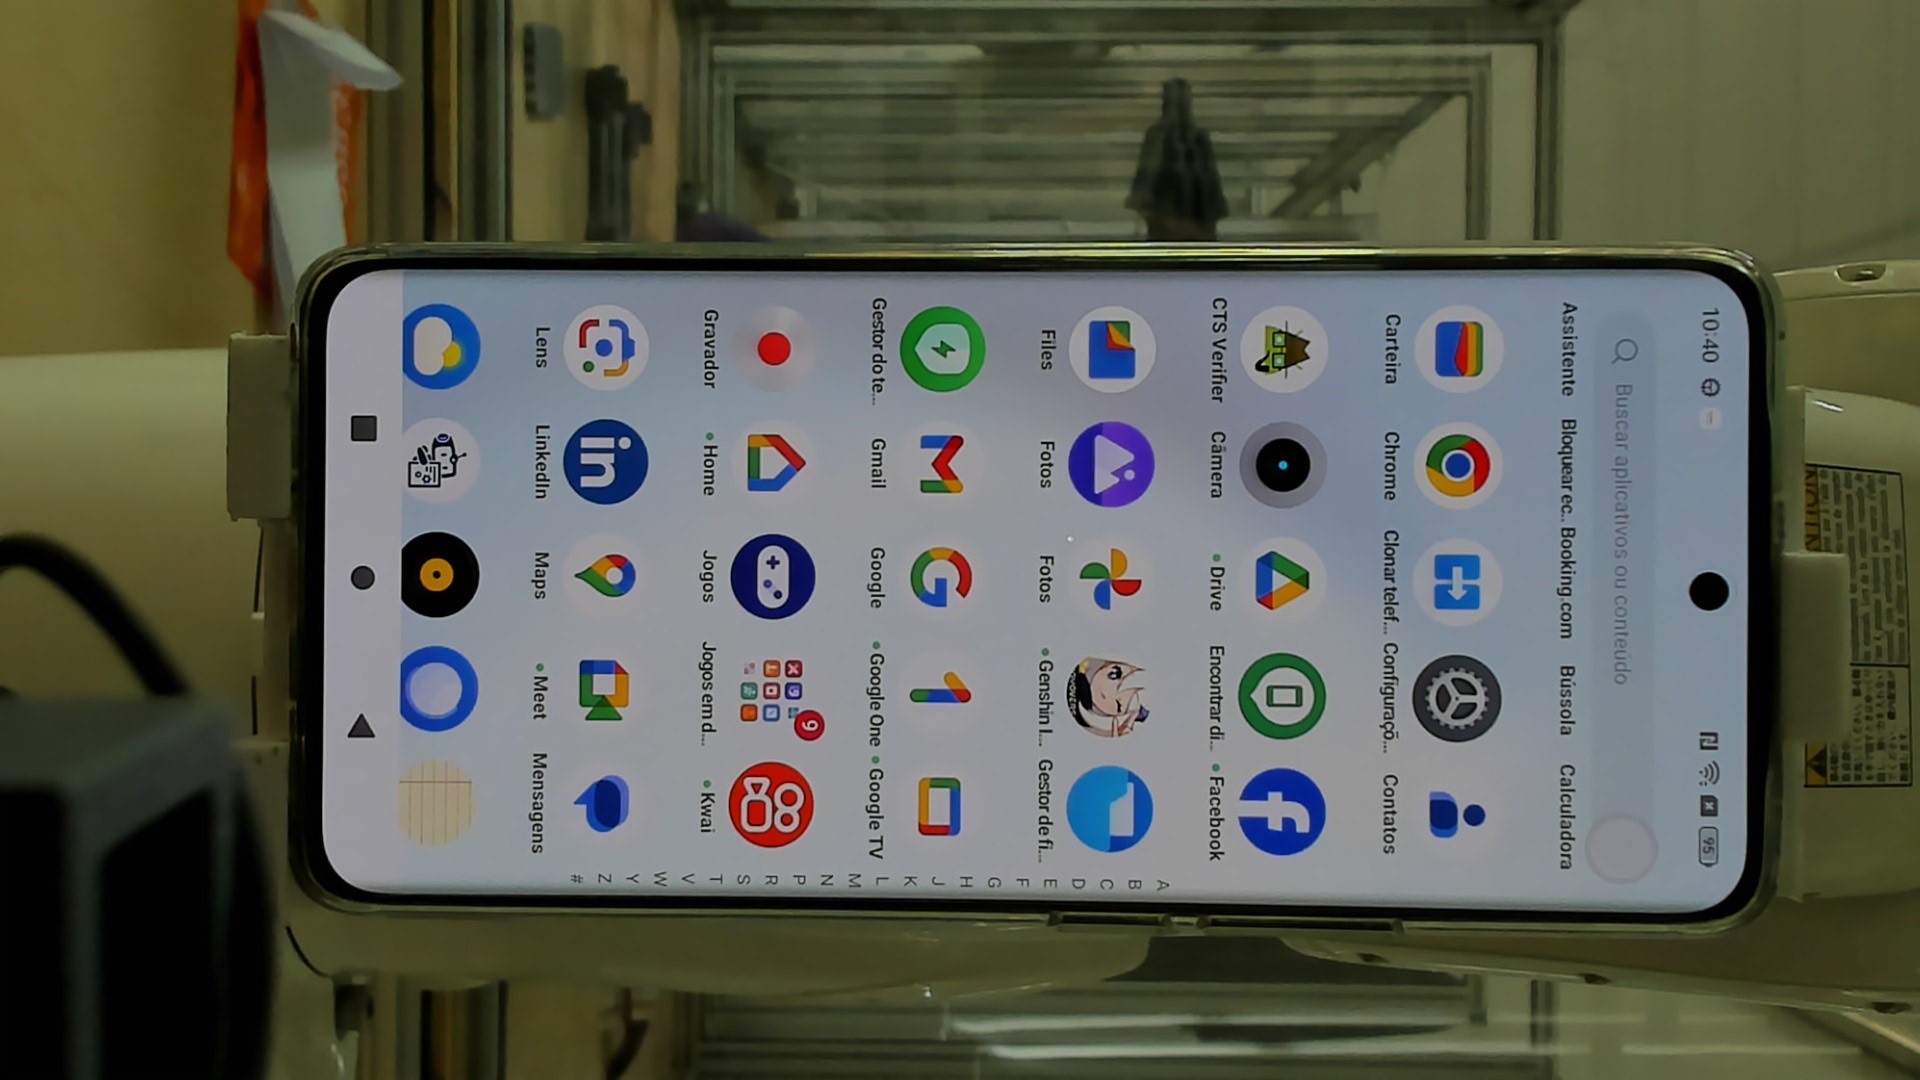 10:40
95
Buscar aplicativos ou conteúdo
Assistente
Bloquear ec..
Booking.com
Bússola
Calculadora
Carteira
Chrome
Clonar telef...
Configuraçõ...
Contatos
CTS Verifier
Câmera
Drive
Encontrar di...
Facebook
Files
Fotos
Fotos
Genshin I...
Gestor de fi...
Gestor do te...
Gmail
Google
Google One
Google TV
Gravador
Home
Jogos
Jogos em d...
9
Kwai
Lens
LinkedIn
Maps
Meet
Mensagens
A
B
C
D
E
F
G
H
J
K
L
M
N
P
R
S
T
V
W
Y
Z
#